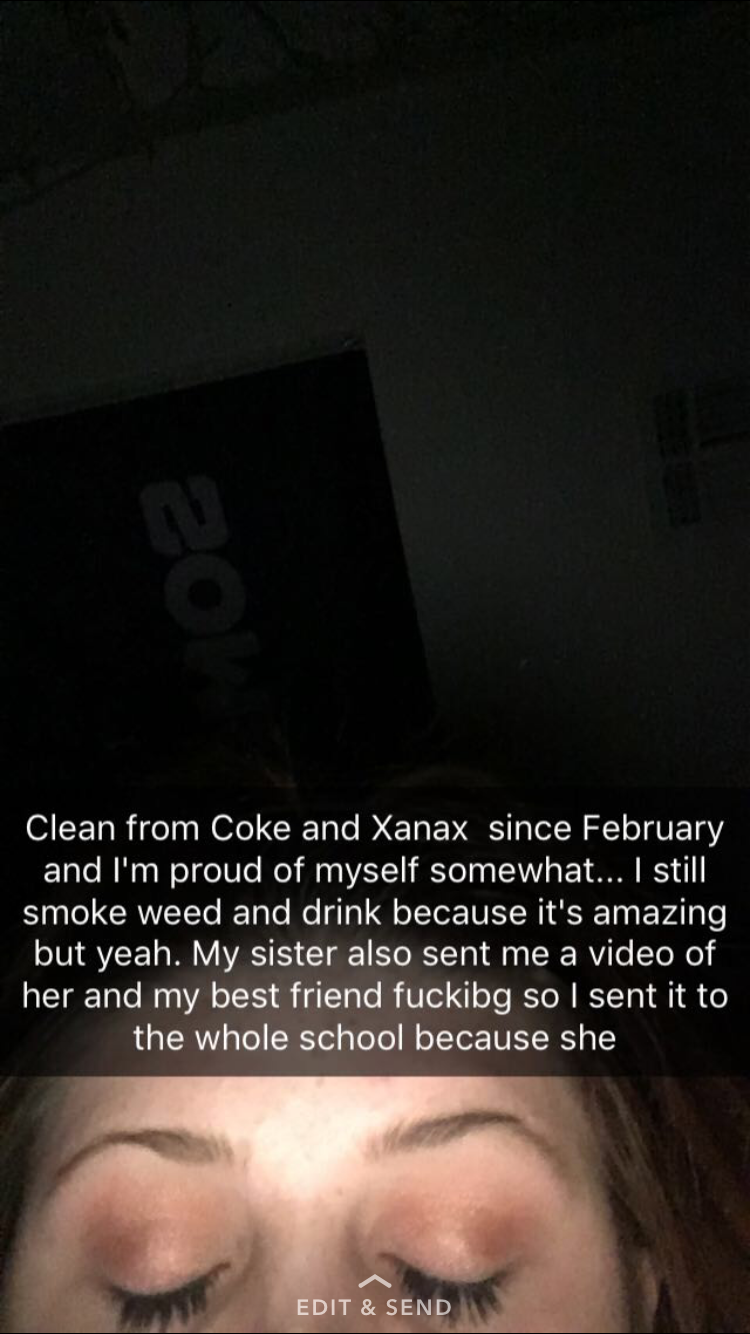 Clean from Coke and Xanax  since February
and I'm proud of myself somewhat... I still
smoke weed and drink because it's amazing
but yeah. My sister also sent me a video of
her and my best friend fuckibg so I sent it to
the whole school because she
EDIT & SEND